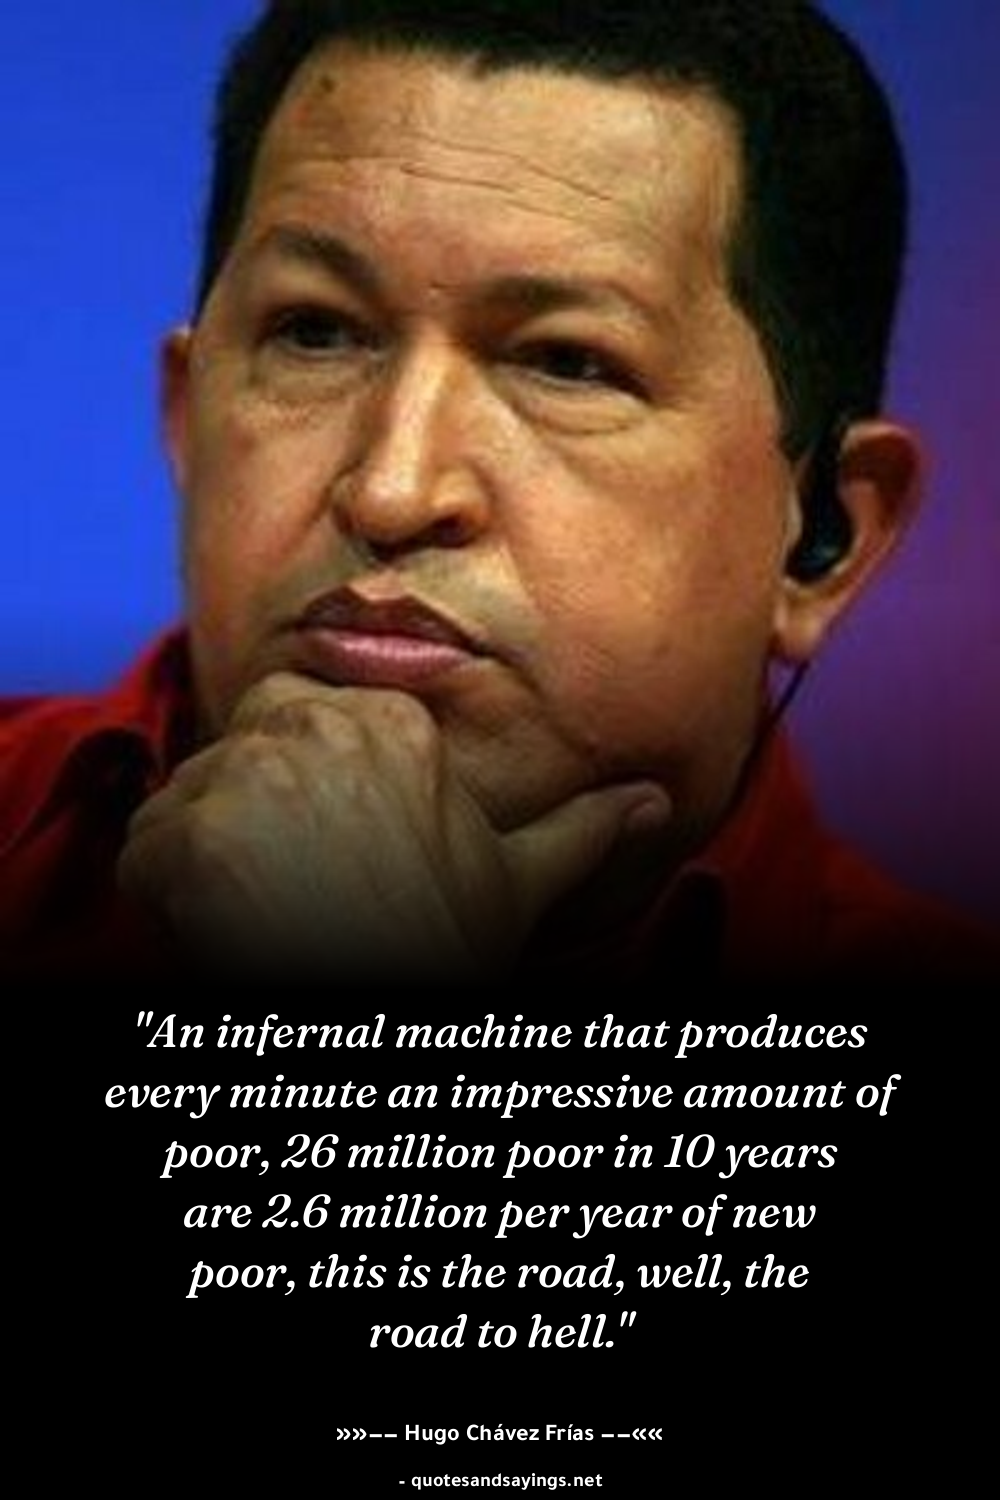 "An infernal machine that produces
every minute an impressive amount of
poor, 26 million poor in 10 years
are 2.6 million per year of new
poor, this is the road, well, the
road to hell."
»»−− Hugo Chávez Frías −−««
- quotesandsayings.net